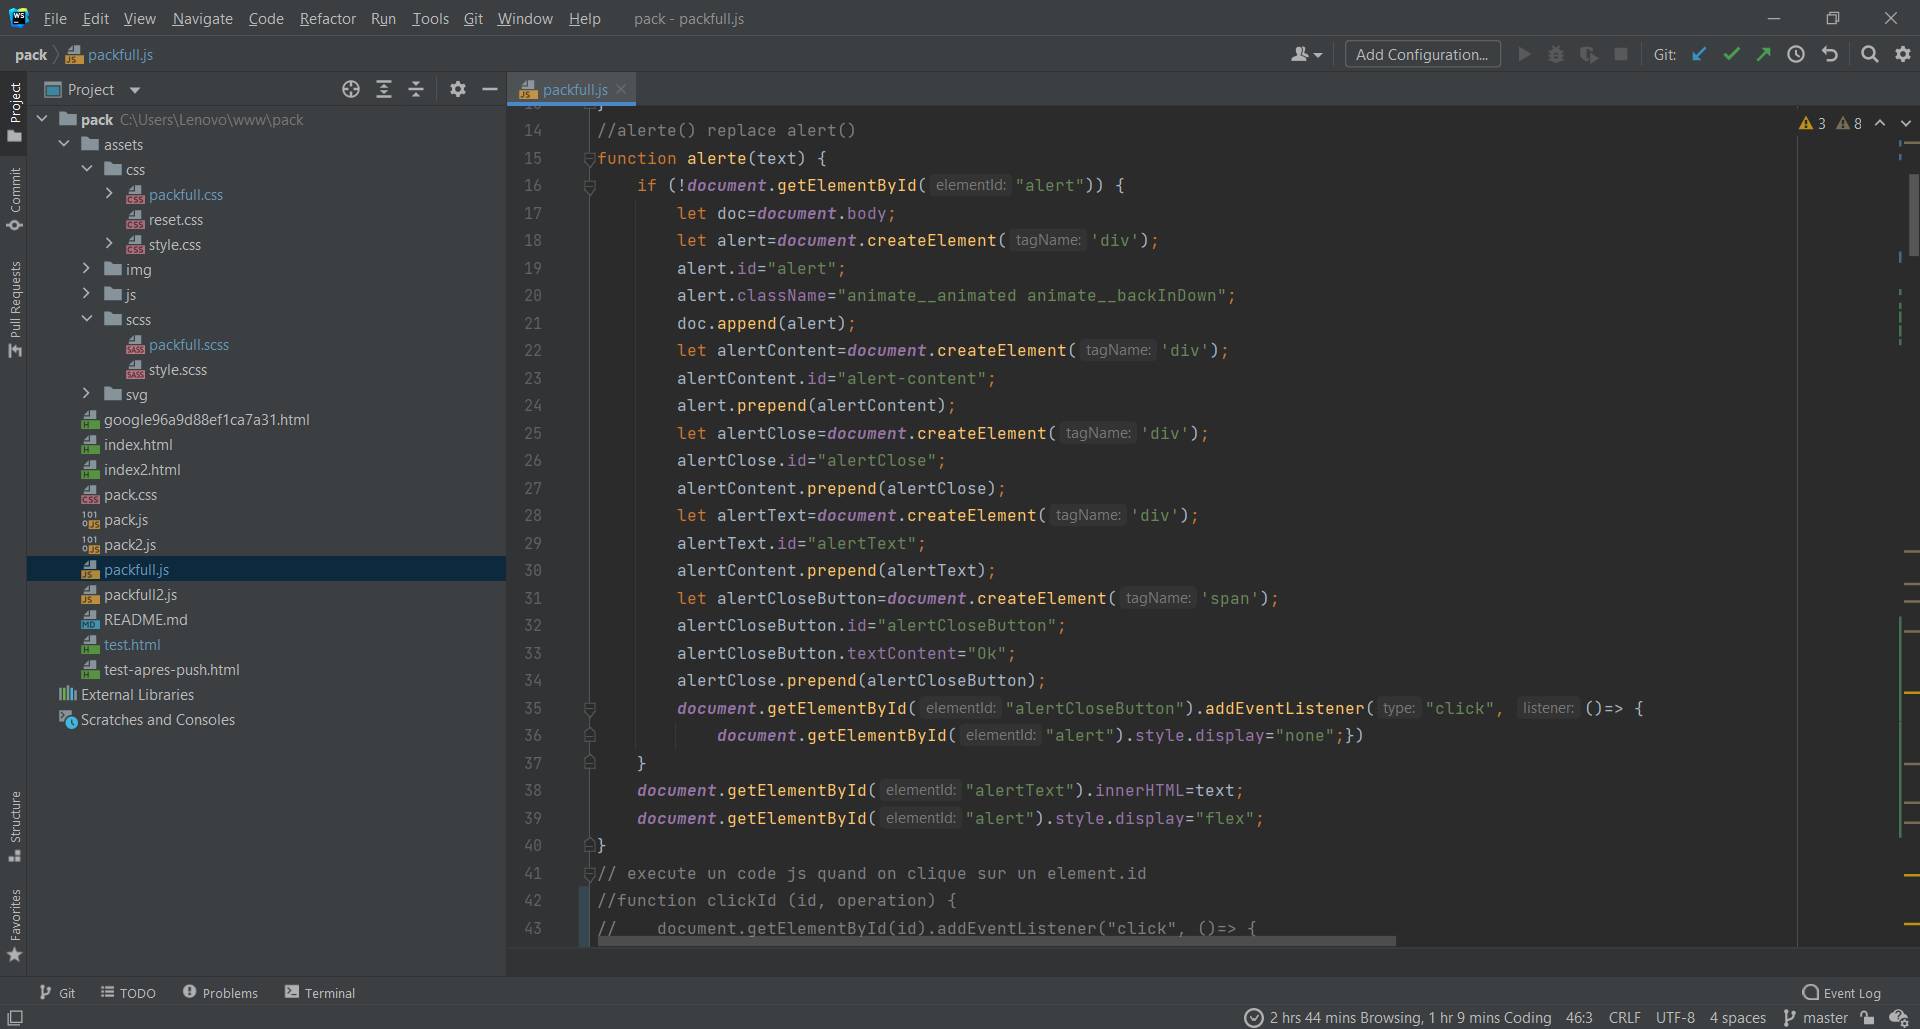 File Edit View Navigate Code Refactor Run Tools Git Window Help pack - packfull.js
pack packfull.js Add Configuration... Git:
Project packfull.js
pack C:\Users\Lenovo\www\pack
assets
css
packfull.css
reset.css
style.css
img
js
scss
packfull.scss
style.scss
svg
google96a9d88ef1ca7a31.html
index.html
index2.html
pack.css
pack.js
pack2.js
packfull.js
packfull2.js
README.md
test.html
test-apres-push.html
External Libraries
Scratches and Consoles
Project
Commit
Pull Requests
Structure
Favorites
3 8
14 //alerte() replace alert()
15 function alerte(text) {
16 if (!document.getElementById( elementId: "alert")) {
17 let doc=document.body;
18 let alert=document.createElement( tagName: 'div');
19 alert.id="alert";
20 alert.className="animate__animated animate__backInDown";
21 doc.append(alert);
22 let alertContent=document.createElement( tagName: 'div');
23 alertContent.id="alert-content";
24 alert.prepend(alertContent);
25 let alertClose=document.createElement( tagName: 'div');
26 alertClose.id="alertClose";
27 alertContent.prepend(alertClose);
28 let alertText=document.createElement( tagName: 'div');
29 alertText.id="alertText";
30 alertContent.prepend(alertText);
31 let alertCloseButton=document.createElement( tagName: 'span');
32 alertCloseButton.id="alertCloseButton";
33 alertCloseButton.textContent="Ok";
34 alertClose.prepend(alertCloseButton);
35 document.getElementById( elementId: "alertCloseButton").addEventListener( type: "click", listener: ()=> {
36 document.getElementById( elementId: "alert").style.display="none";})
37 }
38 document.getElementById( elementId: "alertText").innerHTML=text;
39 document.getElementById( elementId: "alert").style.display="flex";
40 }
41 // execute un code js quand on clique sur un element.id
42 //function clickId (id, operation) {
43 // document.getElementById(id).addEventListener("click", ()=> {
Git TODO Problems Terminal Event Log
2 hrs 44 mins Browsing, 1 hr 9 mins Coding 46:3 CRLF UTF-8 4 spaces master